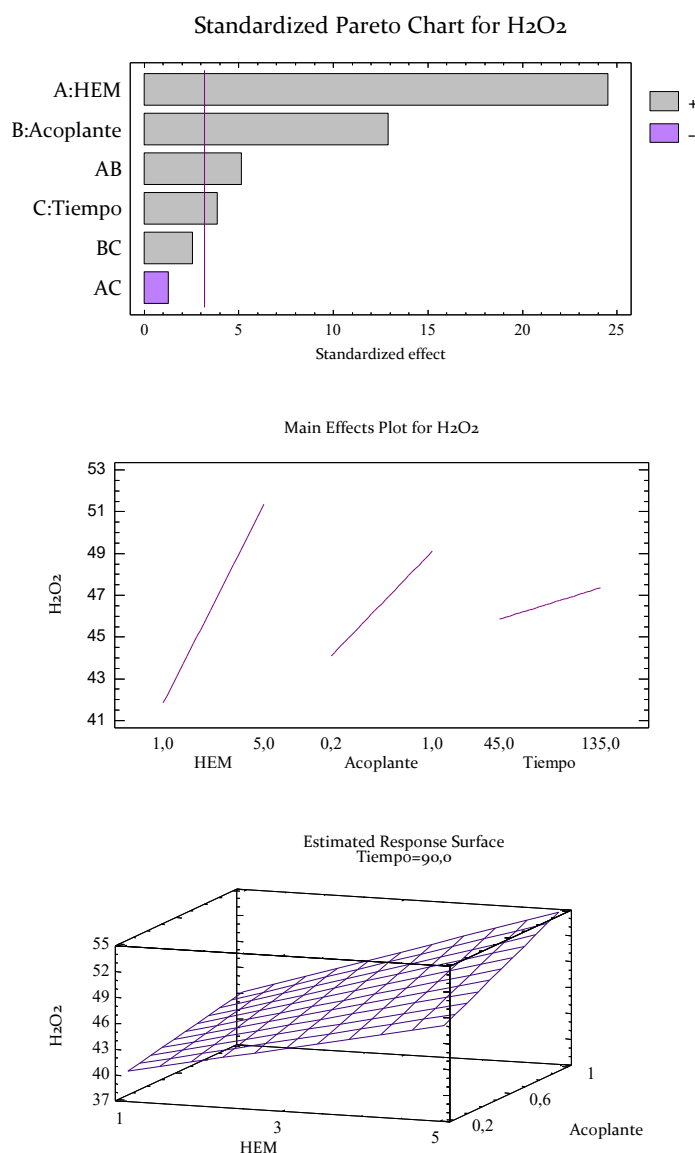 Standardized Pareto Chart for H2O2
A:HEM
B:Acoplante
AB
C:Tiempo
BC
AC
+
-
0 5 10 15 20 25
Standardized effect
Main Effects Plot for H2O2
53
51
49
47
45
43
41
H2O2
1,0 5,0 0,2 1,0 45,0 135,0
HEM Acoplante Tiempo
Estimated Response Surface
Tiempo=90,0
55
52
49
46
43
40
37
H2O2
1 3 5
HEM
0,2 0,6 1
Acoplante